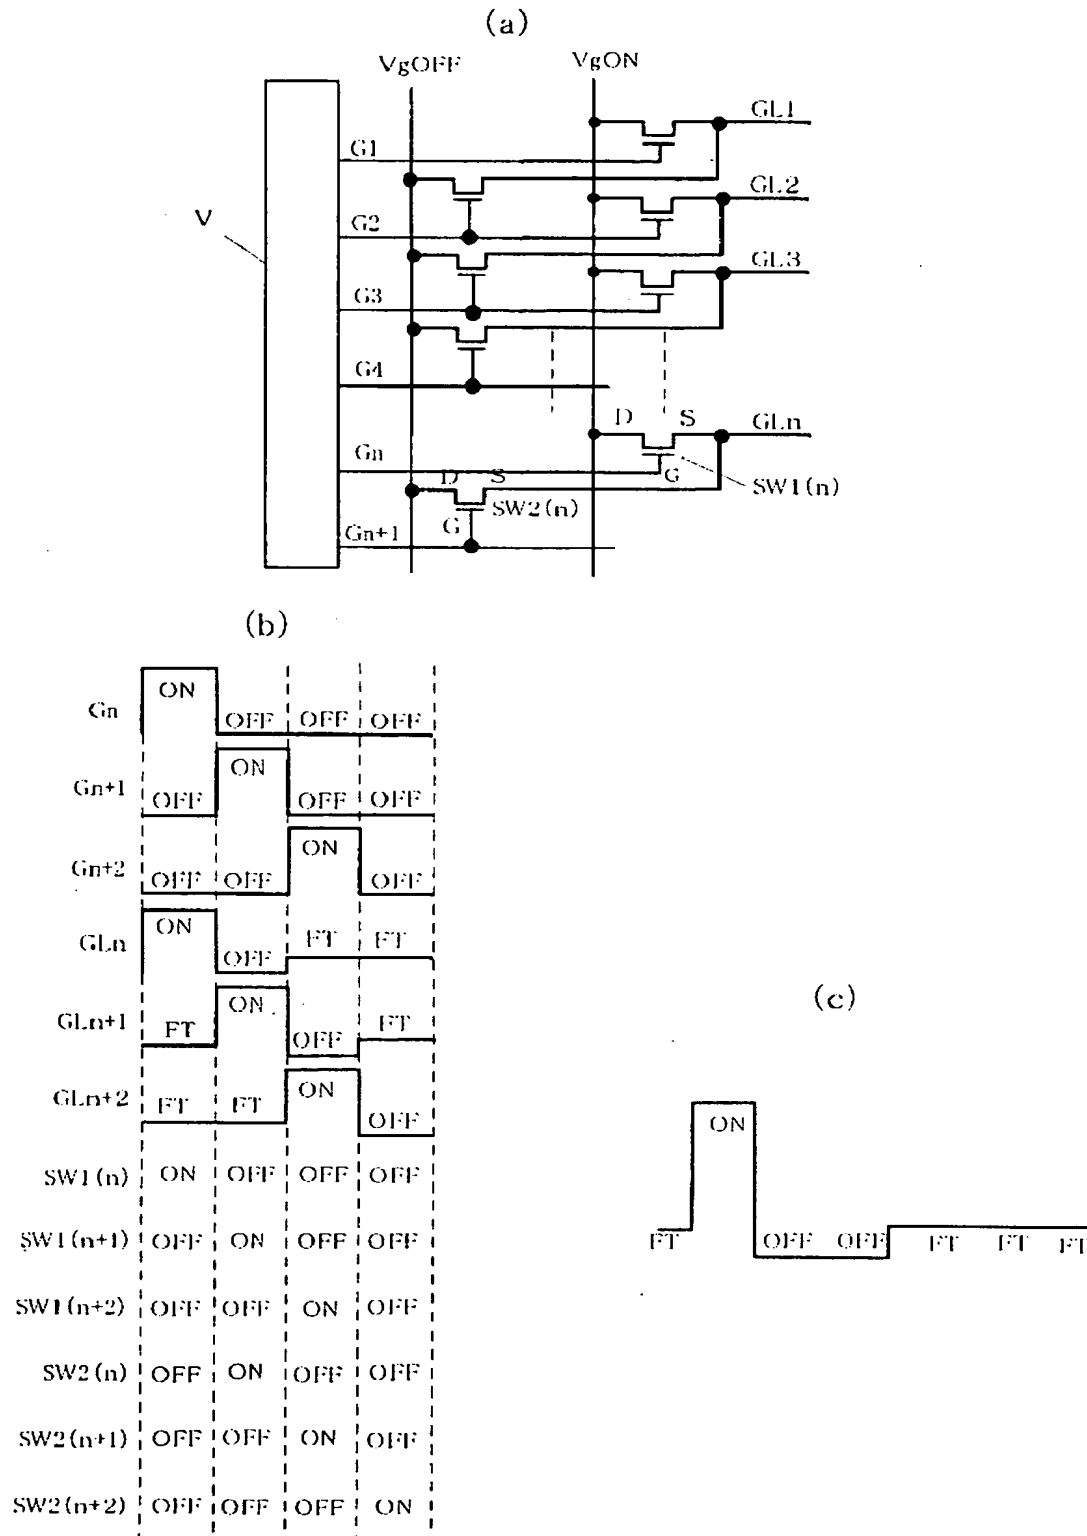 (a)
VgOFF VgON
GL1
G1
GL2
V
G2
GL3
G3
G4
D S GLn
Gn
D S G SW1(n)
SW2(n)
G
Gn+1
(b)
Gn ON OFF OFF OFF
Gn+1 OFF ON OFF OFF
Gn+2 OFF OFF ON OFF
GLn ON OFF FT FT
(c)
GLn+1 FT ON OFF FT
GLn+2 FT FT ON OFF
SW1(n) ON OFF OFF OFF
SW1(n+1) OFF ON OFF OFF
SW1(n+2) OFF OFF ON OFF
SW2(n) OFF ON OFF OFF
SW2(n+1) OFF OFF ON OFF
SW2(n+2) OFF OFF OFF ON
ON
FT OFF OFF FT FT FT